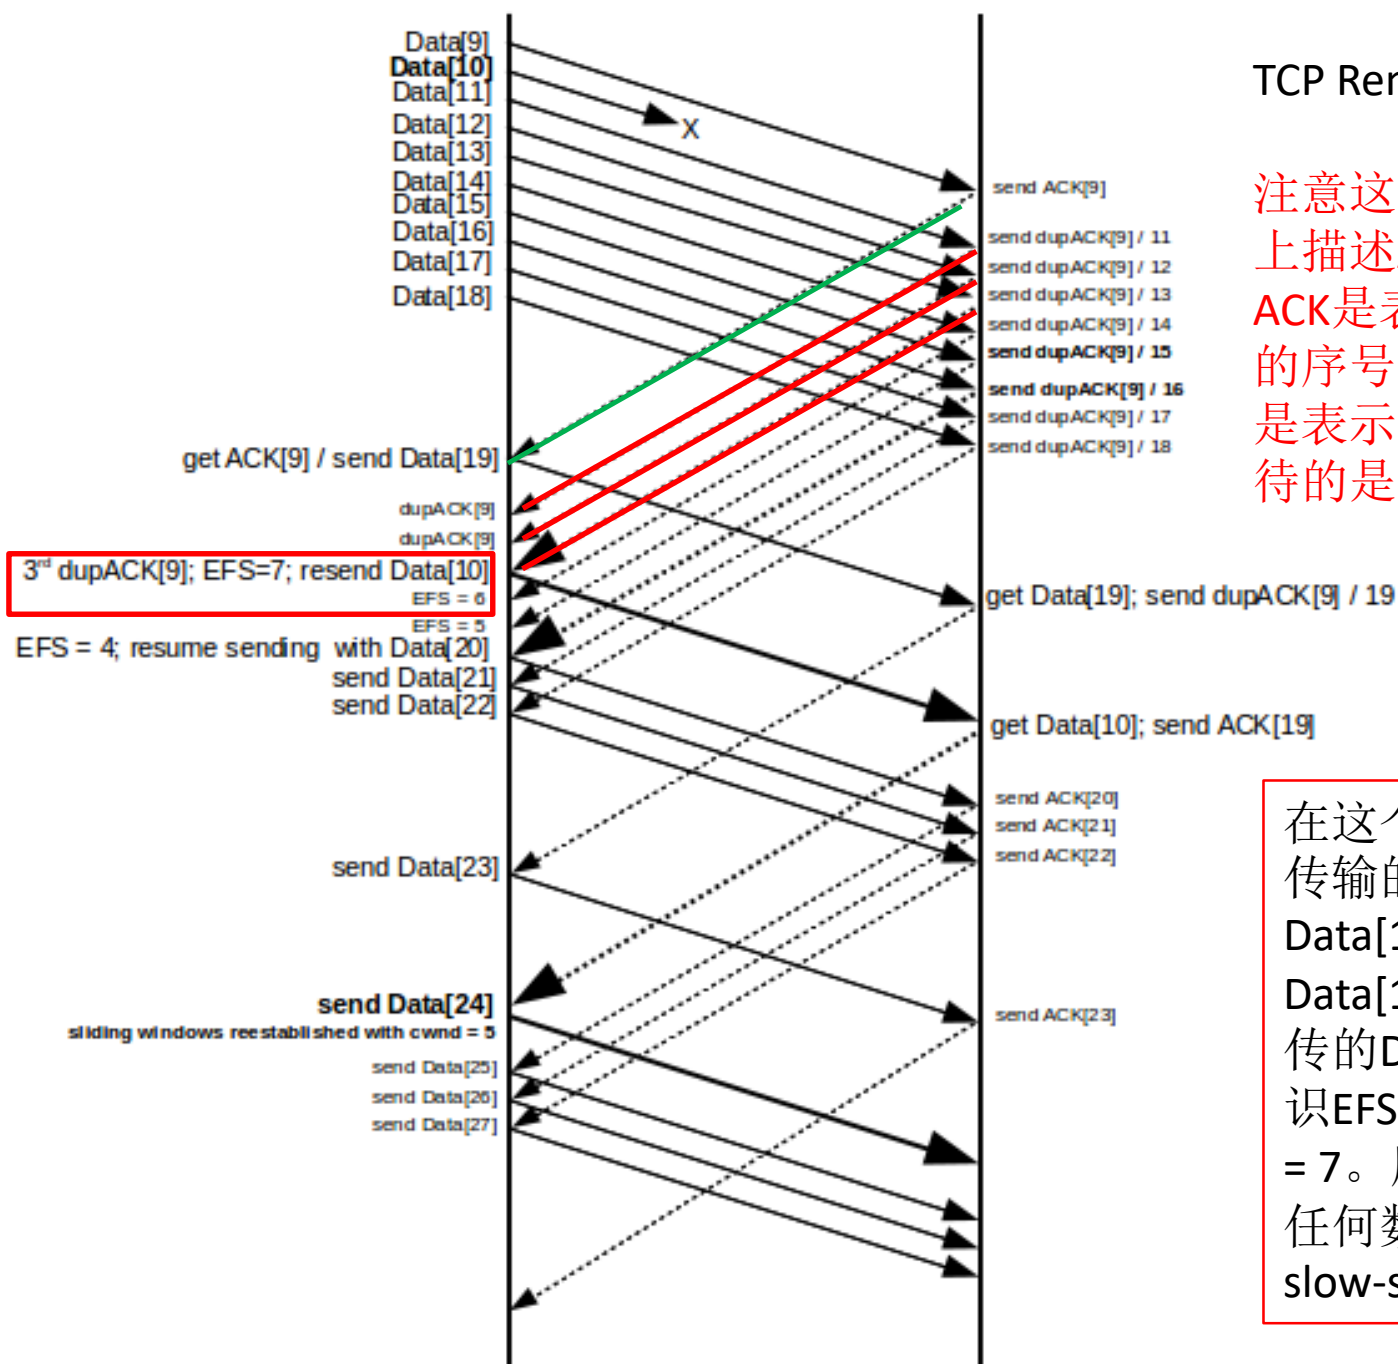 Data[9]
Data[10]
Data[11]
Data[12]
Data[13]
Data[14]
Data[15]
Data[16]
Data[17]
Data[18]
X
get ACK[9] / send Data[19]
dupACK[9]
dupACK[9]
3rd dupACK[9]; EFS=7; resend Data[10]
EFS = 6
EFS = 5
EFS = 4; resume sending with Data[20]
send Data[21]
send Data[22]
send Data[23]
send Data[24]
sliding windows reestablished with cwnd = 5
send Data[25]
send Data[26]
send Data[27]
send ACK[9]
send dupACK[9] / 11
send dupACK[9] / 12
send dupACK[9] / 13
send dupACK[9] / 14
send dupACK[9] / 15
send dupACK[9] / 16
send dupACK[9] / 17
send dupACK[9] / 18
get Data[19]; send dupACK[9] / 19
get Data[10]; send ACK[19]
send ACK[20]
send ACK[21]
send ACK[22]
send ACK[23]
TCP Re
注意这
上描述
ACK是
的序号
是表示
待的是
在这
传输的
Data[1
Data[1
传的D
识EFS
= 7。
任何
slow-s